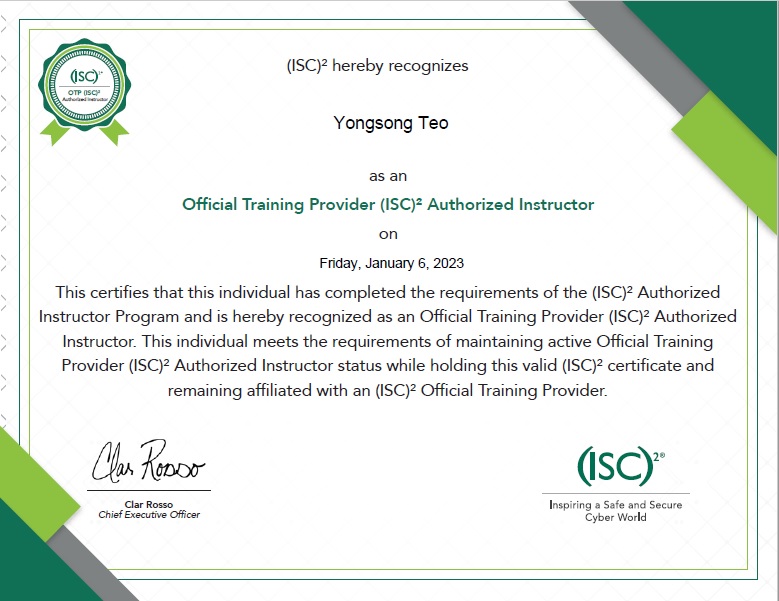 (ISC)²®
OTP (ISC)²
Authorized Instructor
(ISC)² hereby recognizes
Yongsong Teo
as an
Official Training Provider (ISC)² Authorized Instructor
on
Friday, January 6, 2023
This certifies that this individual has completed the requirements of the (ISC)² Authorized
Instructor Program and is hereby recognized as an Official Training Provider (ISC)² Authorized
Instructor. This individual meets the requirements of maintaining active Official Training
Provider (ISC)² Authorized Instructor status while holding this valid (ISC)² certificate and
remaining affiliated with an (ISC)² Official Training Provider.
Clar Rosso
Clar Rosso
Chief Executive Officer
(ISC)²®
Inspiring a Safe and Secure
Cyber World